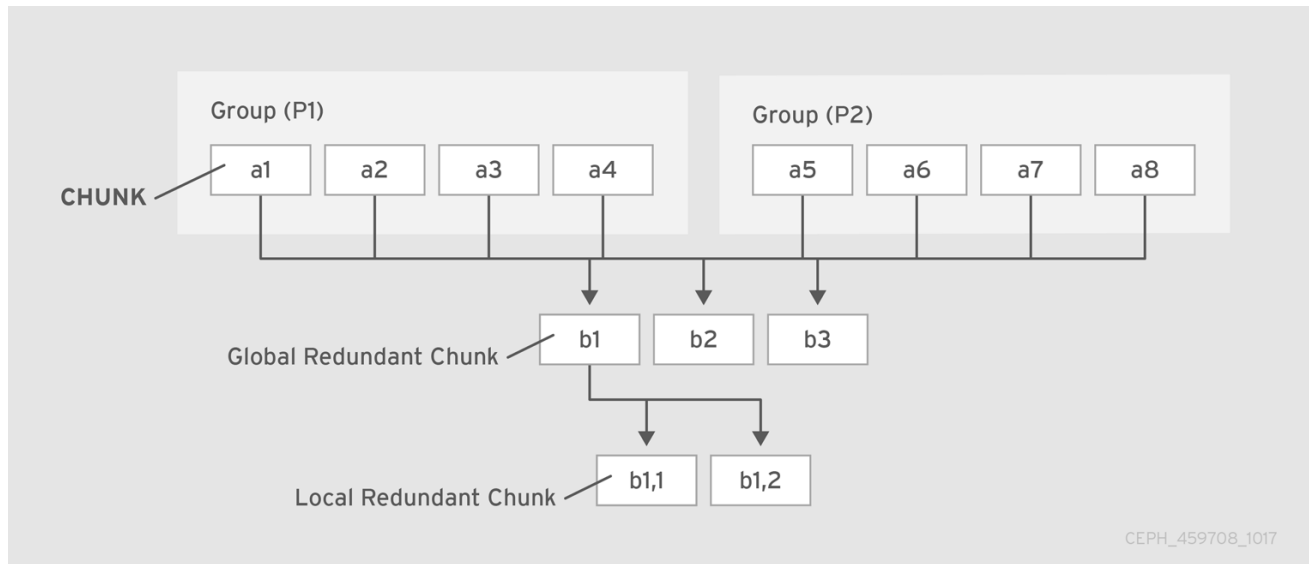 Group (P1)
Group (P2)
a1 a2 a3 a4 a5 a6 a7 a8
CHUNK
b1 b2 b3
Global Redundant Chunk
b1,1 b1,2
Local Redundant Chunk
CEPH_459708_1017